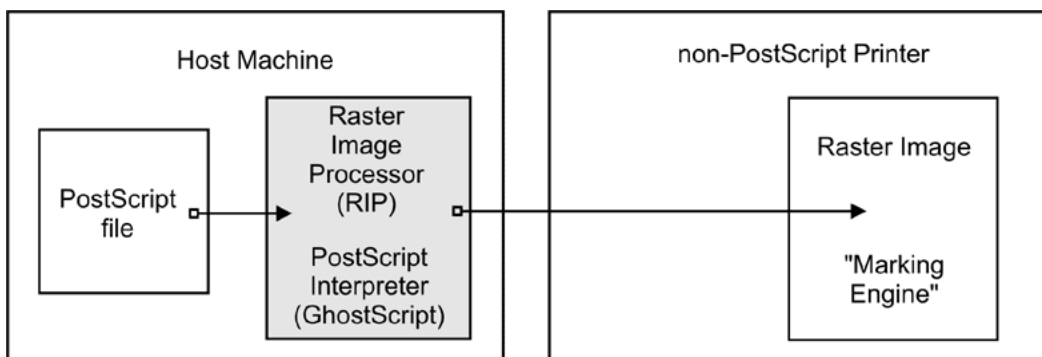 Host Machine
PostScript
file
Raster
Image
Processor
(RIP)
PostScript
Interpreter
(GhostScript)
non-PostScript Printer
Raster Image
"Marking
Engine"